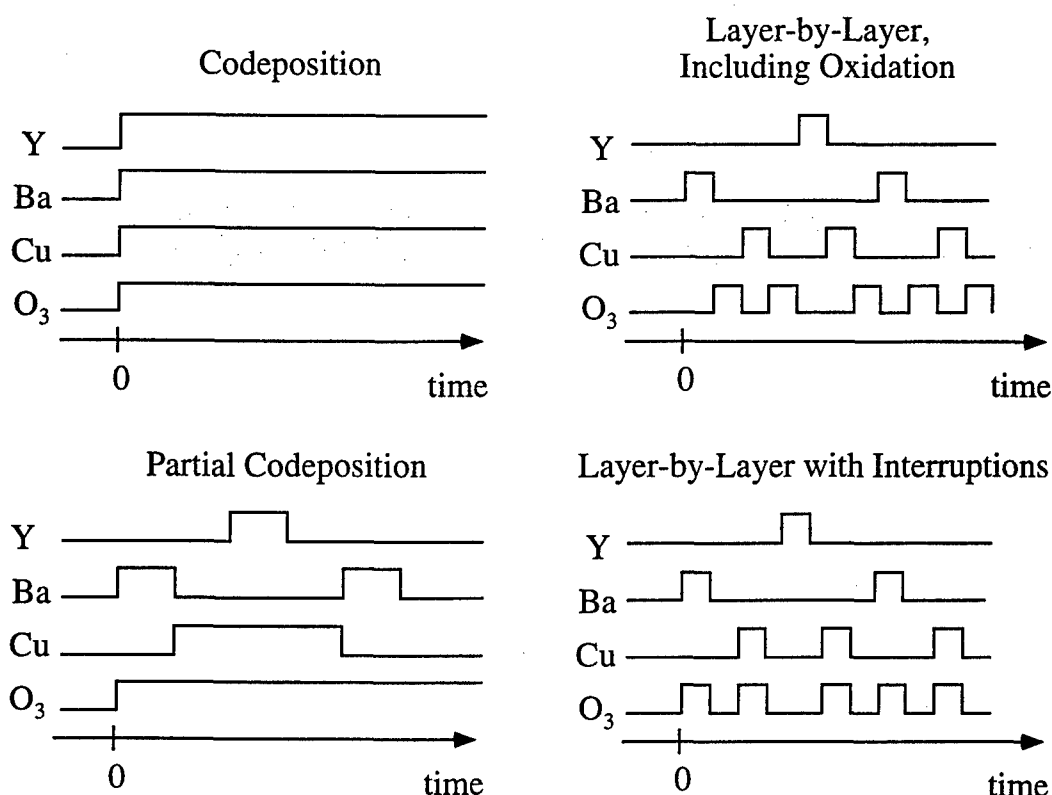 Codeposition
Y
Ba
Cu
O3
0
time
Layer-by-Layer,
Including Oxidation
Y
Ba
Cu
O3
0
time
Partial Codeposition
Y
Ba
Cu
O3
0
time
Layer-by-Layer with Interruptions
Y
Ba
Cu
O3
0
time